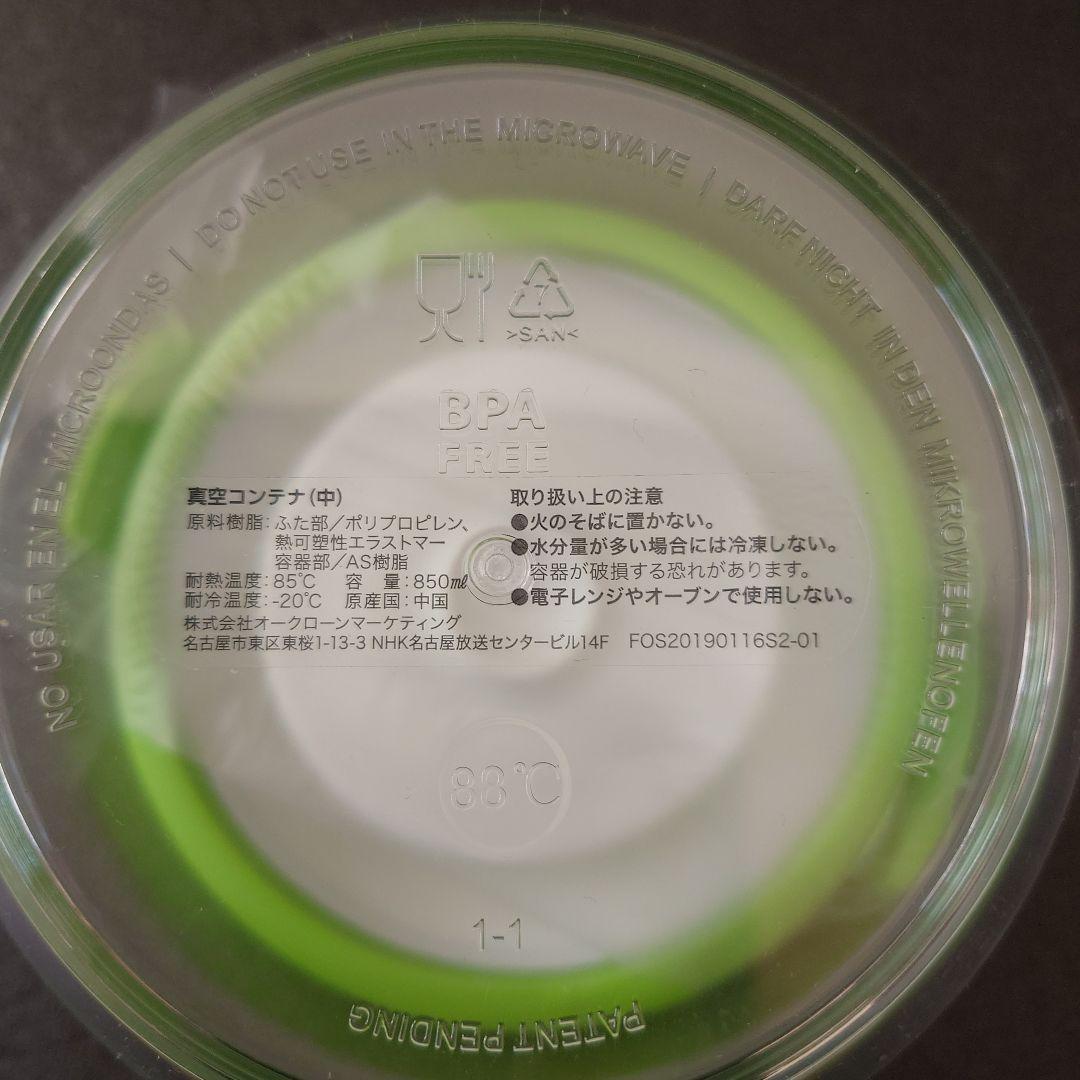 NO USAR EN EL MICROONDAS | DO NOT USE IN THE MICROWAVE | DARF NICHT IN DEN MIKROWELLENOFEN
7
>SAN<
BPA
FREE
真空コンテナ(中)
原料樹脂:ふた部/ポリプロピレン、
熱可塑性エラストマー
容器部/AS樹脂
耐熱温度:85℃ 容 量:850㎖
耐冷温度:-20℃ 原産国:中国
株式会社オークローンマーケティング
名古屋市東区東桜1-13-3 NHK名古屋放送センタービル14F FOS20190116S2-01
取り扱い上の注意
●火のそばに置かない。
●水分量が多い場合には冷凍しない。
容器が破損する恐れがあります。
●電子レンジやオーブンで使用しない。
88℃
1-1
PATENT PENDING